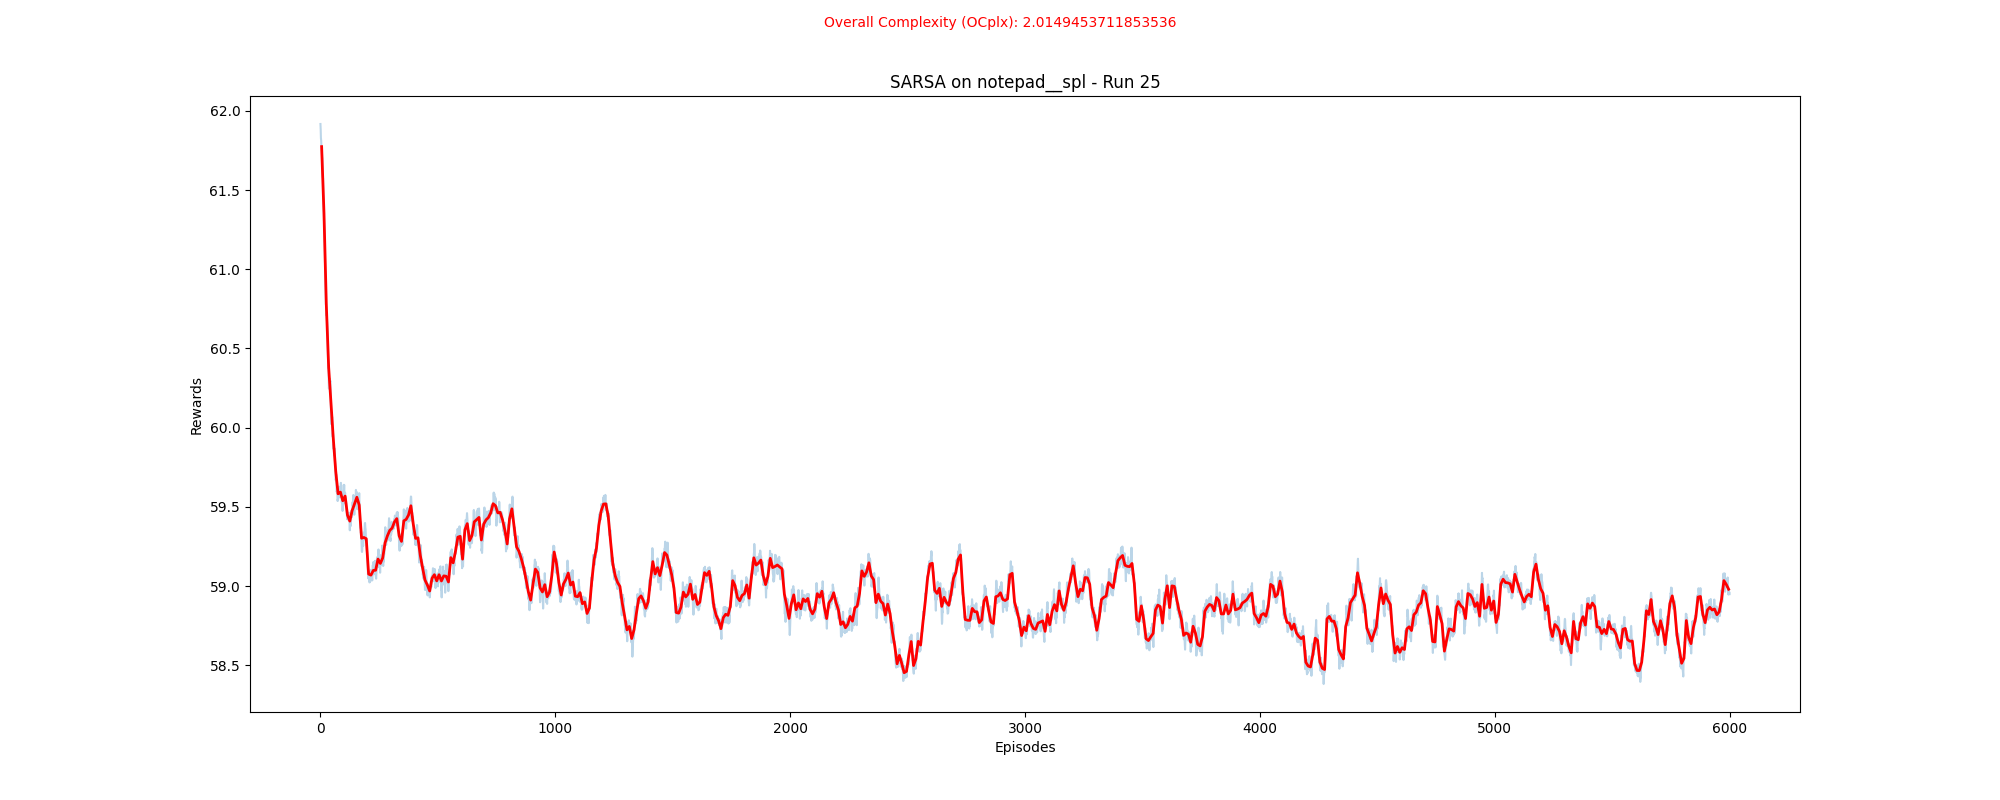 Overall Complexity (OCplx): 2.0149453711853536
SARSA on notepad__spl - Run 25
62.0
61.5
61.0
60.5
60.0
59.5
59.0
58.5
Rewards
0 1000 2000 3000 4000 5000 6000
Episodes